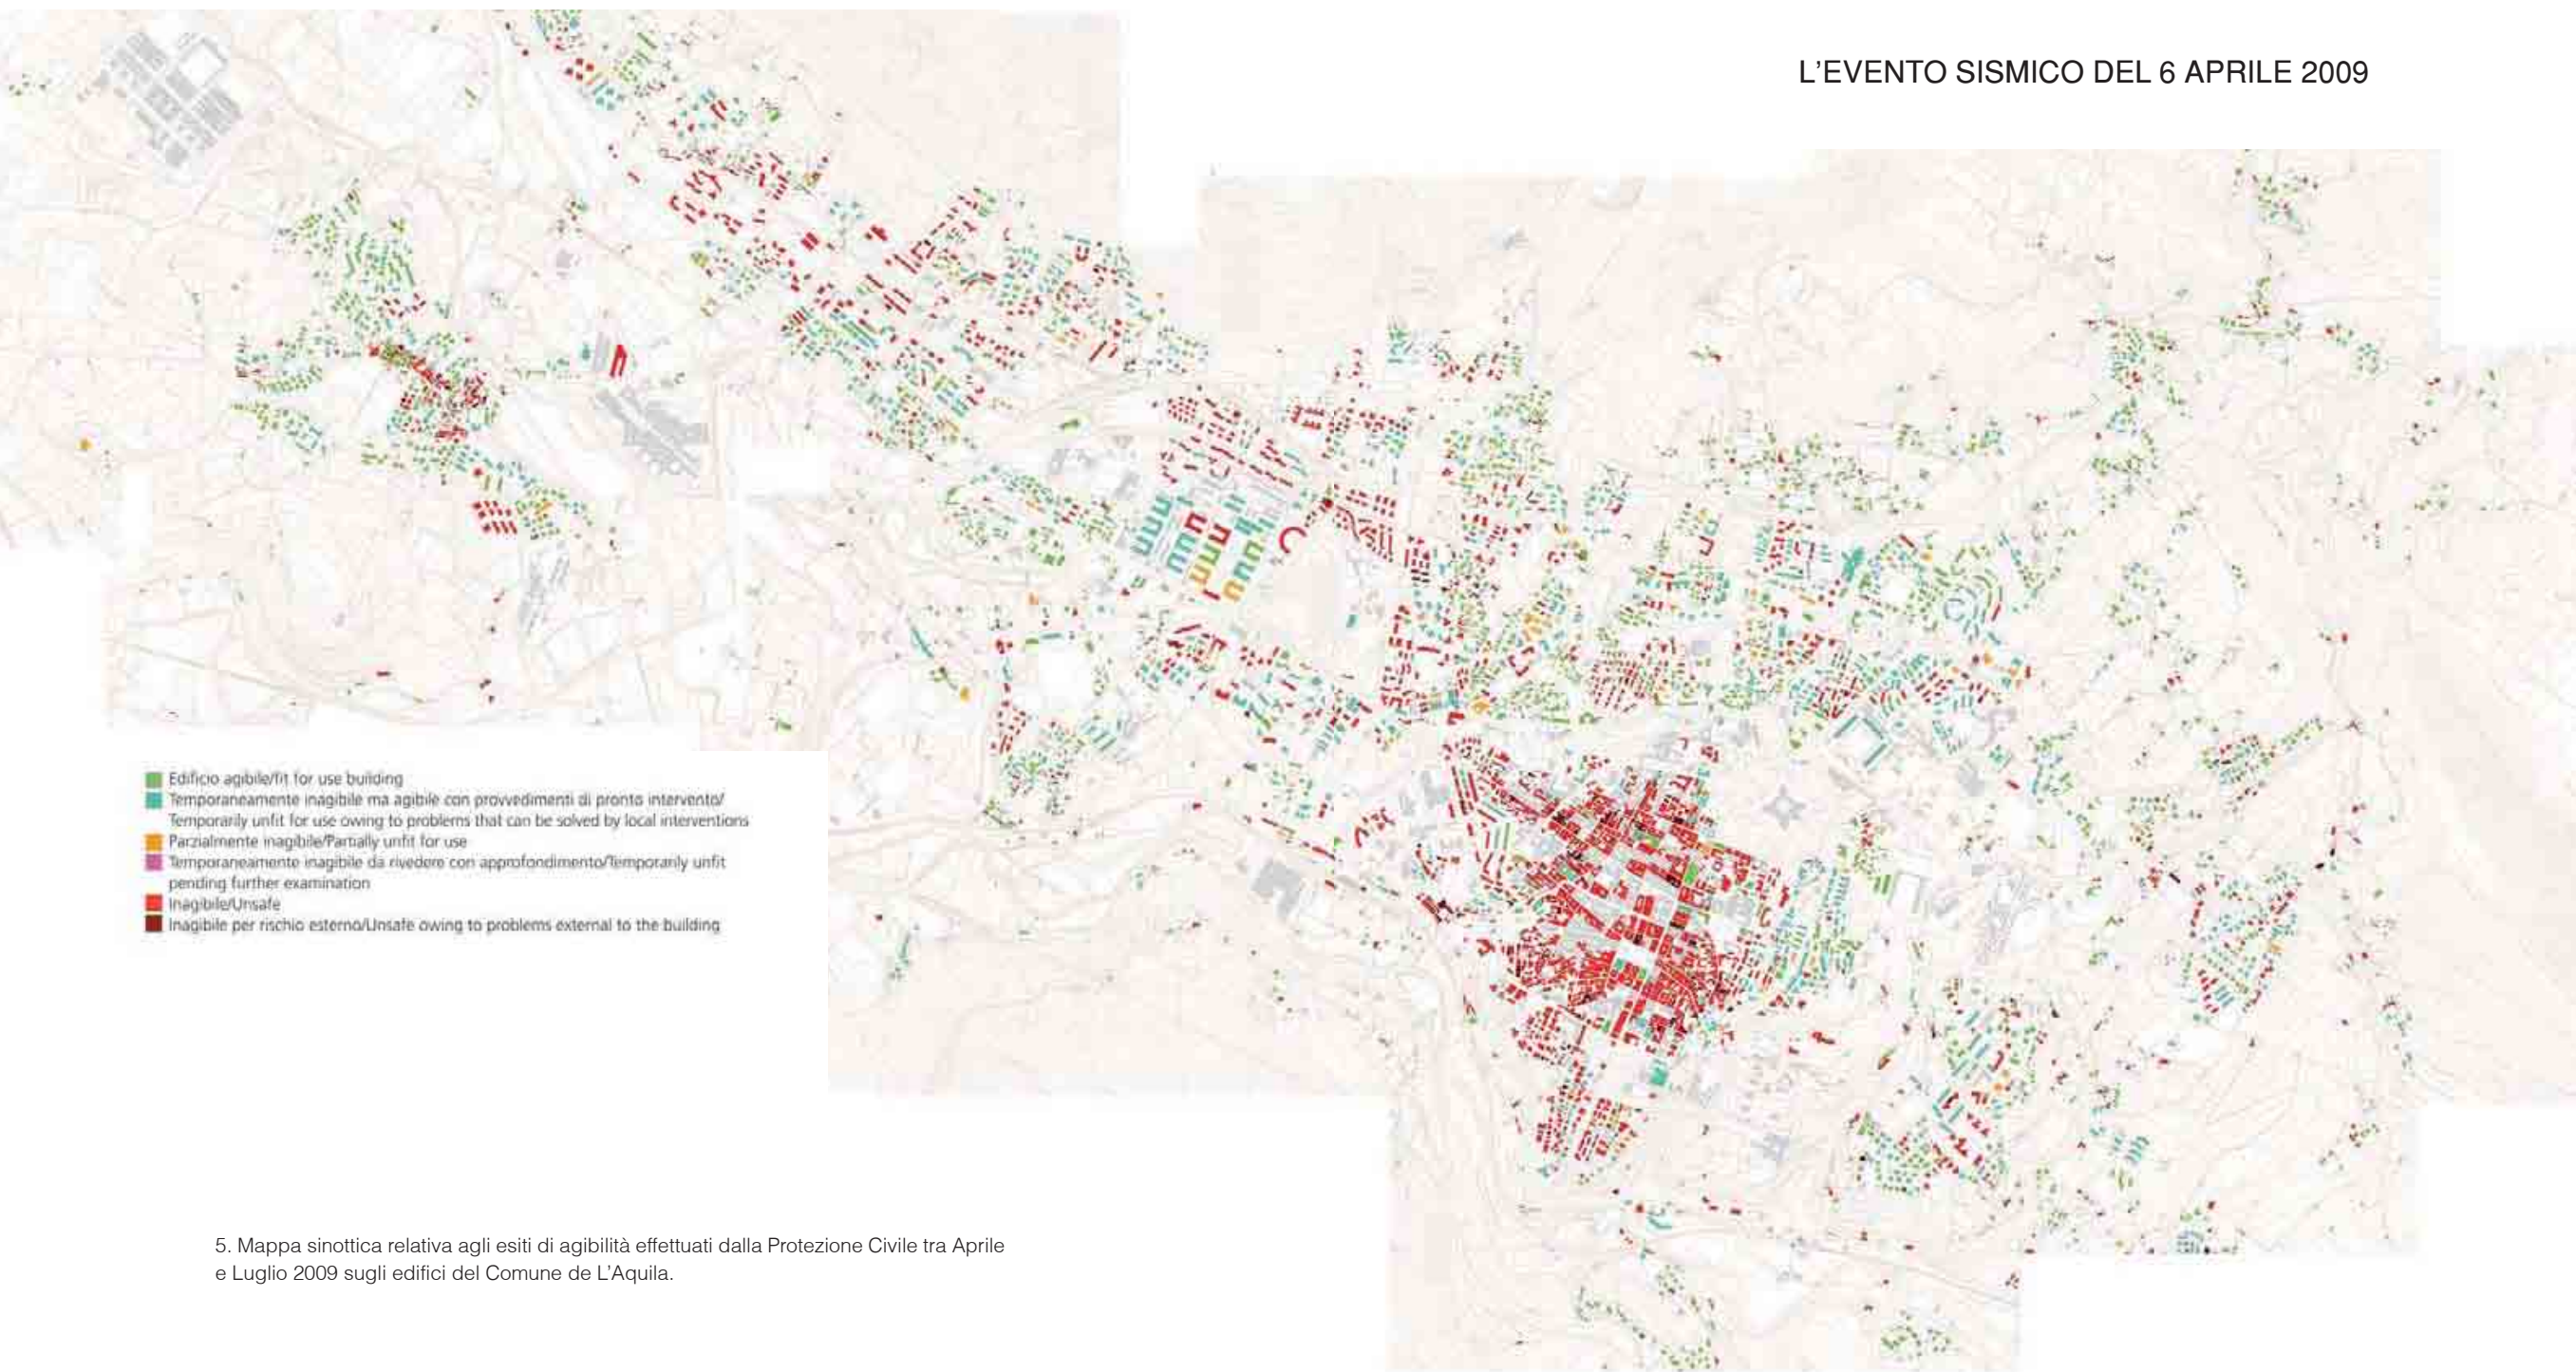 L'EVENTO SISMICO DEL 6 APRILE 2009
Edificio agibile/fit for use building
Temporaneamente inagibile ma agibile con provvedimenti di pronto intervento/
Temporarily unfit for use owing to problems that can be solved by local interventions
Parzialmente inagibile/Partially unfit for use
Temporaneamente inagibile da rivedere con approfondimento/Temporarily unfit
pending further examination
Inagibile/Unsafe
Inagibile per rischio esterno/Unsafe owing to problems external to the building
5. Mappa sinottica relativa agli esiti di agibilità effettuati dalla Protezione Civile tra Aprile
e Luglio 2009 sugli edifici del Comune de L'Aquila.